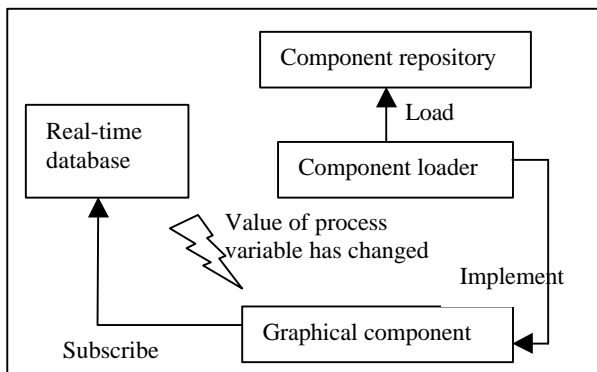 Component repository
Load
Real-time
database
Component loader
Value of process
variable has changed
Implement
Graphical component
Subscribe